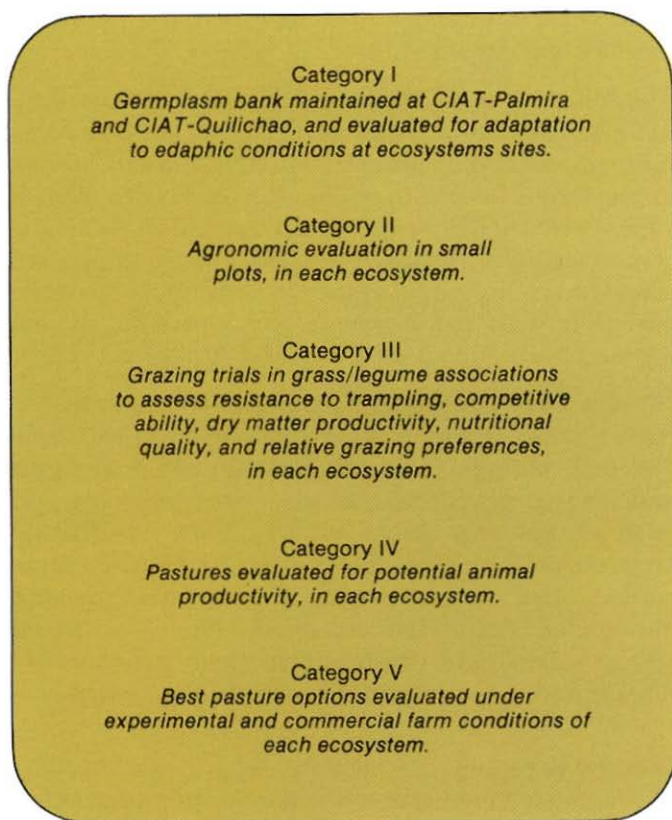 Category I
Germplasm bank maintained at CIAT-Palmira
and CIAT-Quilichao, and evaluated for adaptation
to edaphic conditions at ecosystems sites.
Category II
Agronomic evaluation in small
plots, in each ecosystem.
Category III
Grazing trials in grass/legume associations
to assess resistance to trampling, competitive
ability, dry matter productivity, nutritional
quality, and relative grazing preferences,
in each ecosystem.
Category IV
Pastures evaluated for potential animal
productivity, in each ecosystem.
Category V
Best pasture options evaluated under
experimental and commercial farm conditions of
each ecosystem.